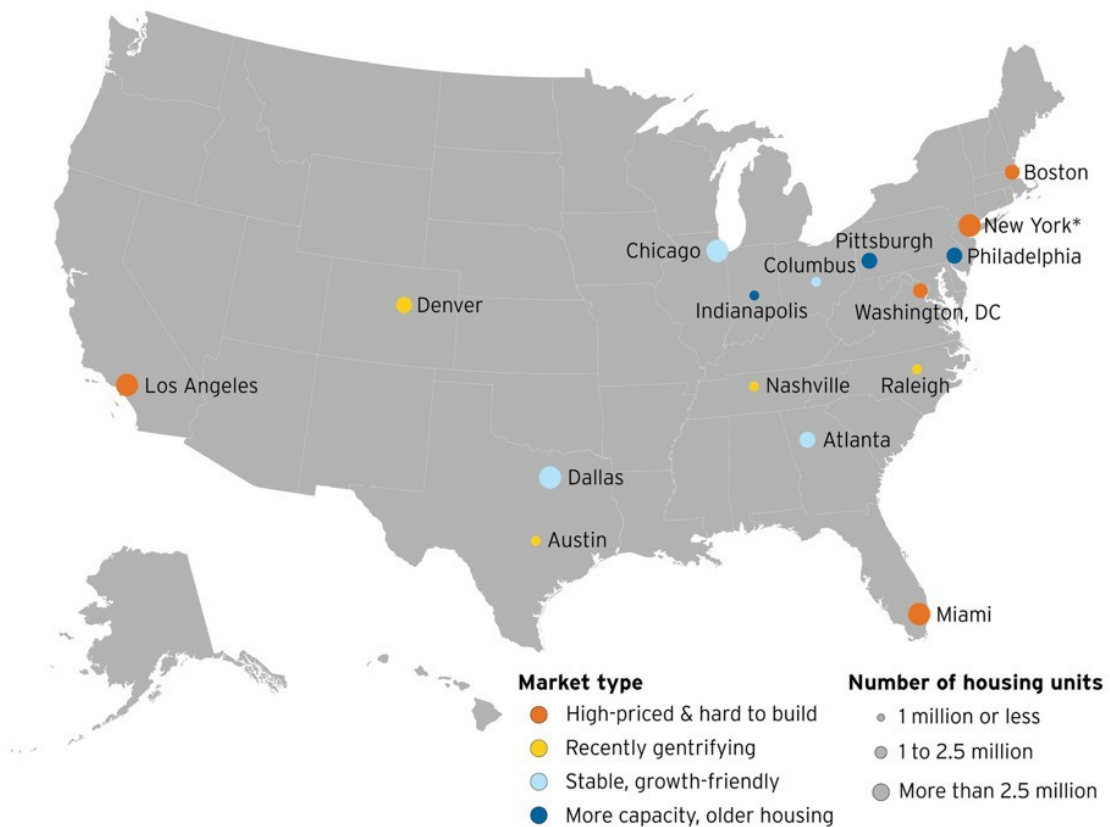 Boston
New York*
Chicago
Pittsburgh
Philadelphia
Columbus
Denver
Indianapolis
Washington, DC
Los Angeles
Nashville
Raleigh
Atlanta
Dallas
Austin
Miami
Market type
High-priced & hard to build
Recently gentrifying
Stable, growth-friendly
More capacity, older housing
Number of housing units
1 million or less
1 to 2.5 million
More than 2.5 million